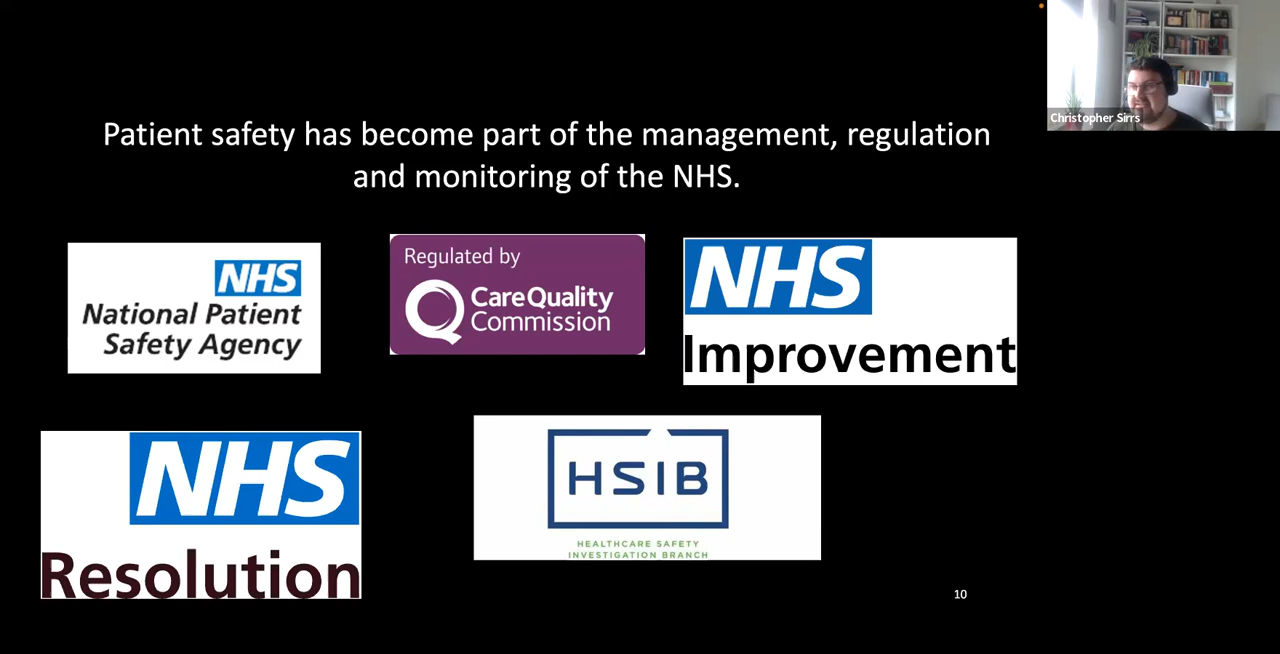 Christopher Sirrs
Patient safety has become part of the management, regulation
and monitoring of the NHS.
NHS
National Patient
Safety Agency
Regulated by
CareQuality
Commission
NHS
Improvement
NHS
Resolution
HSIB
HEALTHCARE SAFETY
INVESTIGATION BRANCH
10